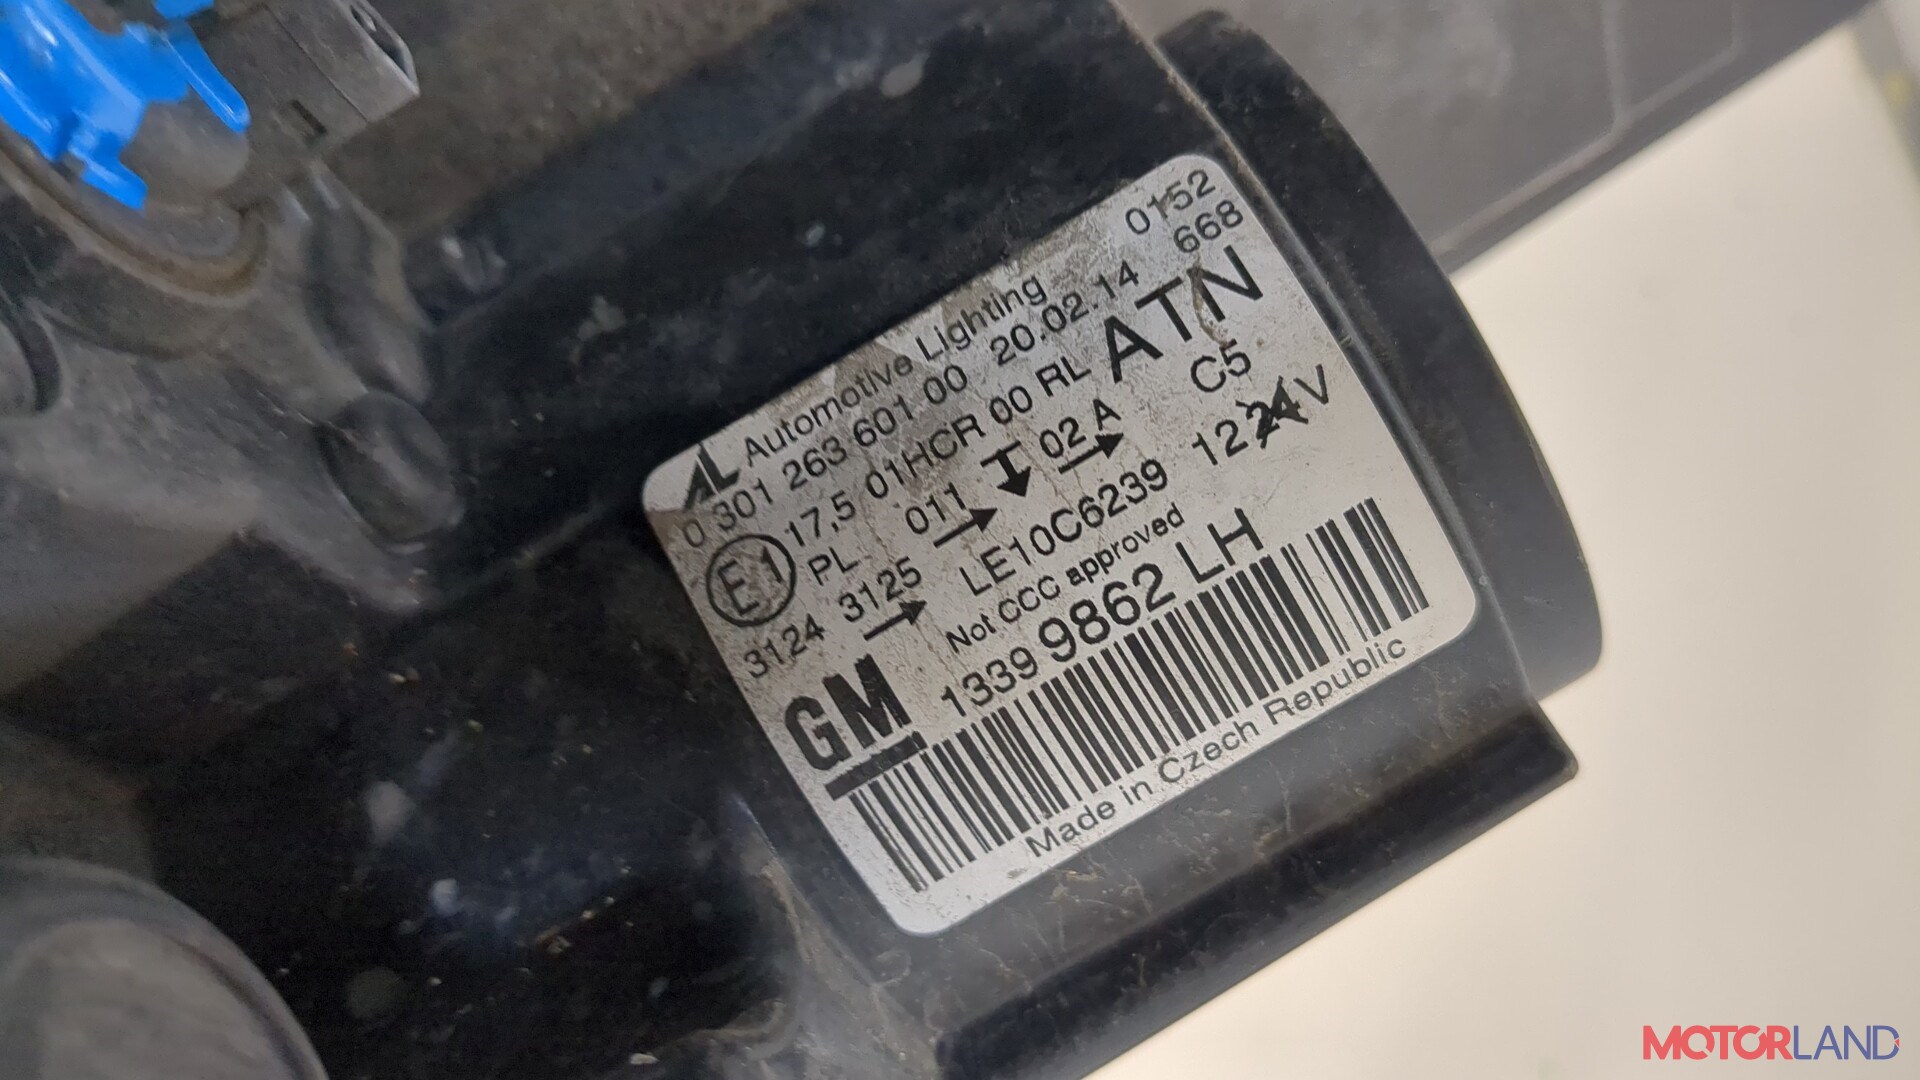 AL Automotive Lighting 0152
0 301 263 601 00 20.02.14 668
E1 17,5 01HCR 00 RL ATN
PL 011 02 A C5
3124 3125 LE10C6239 12 24 V
Not CCC approved
GM 1339 9862 LH
Made in Czech Republic
MOTORLAND